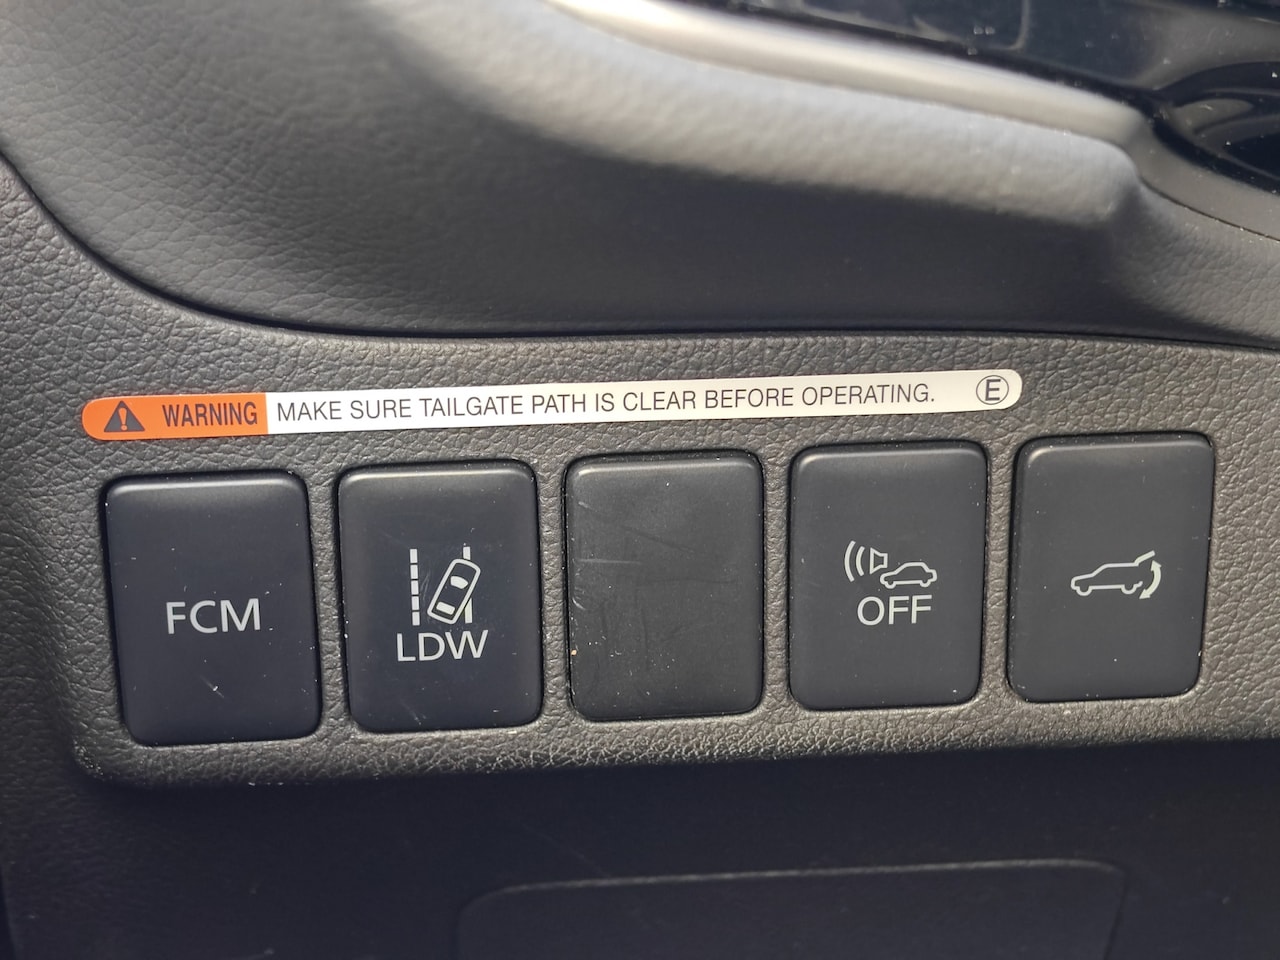 WARNING MAKE SURE TAILGATE PATH IS CLEAR BEFORE OPERATING. E
FCM
LDW
OFF